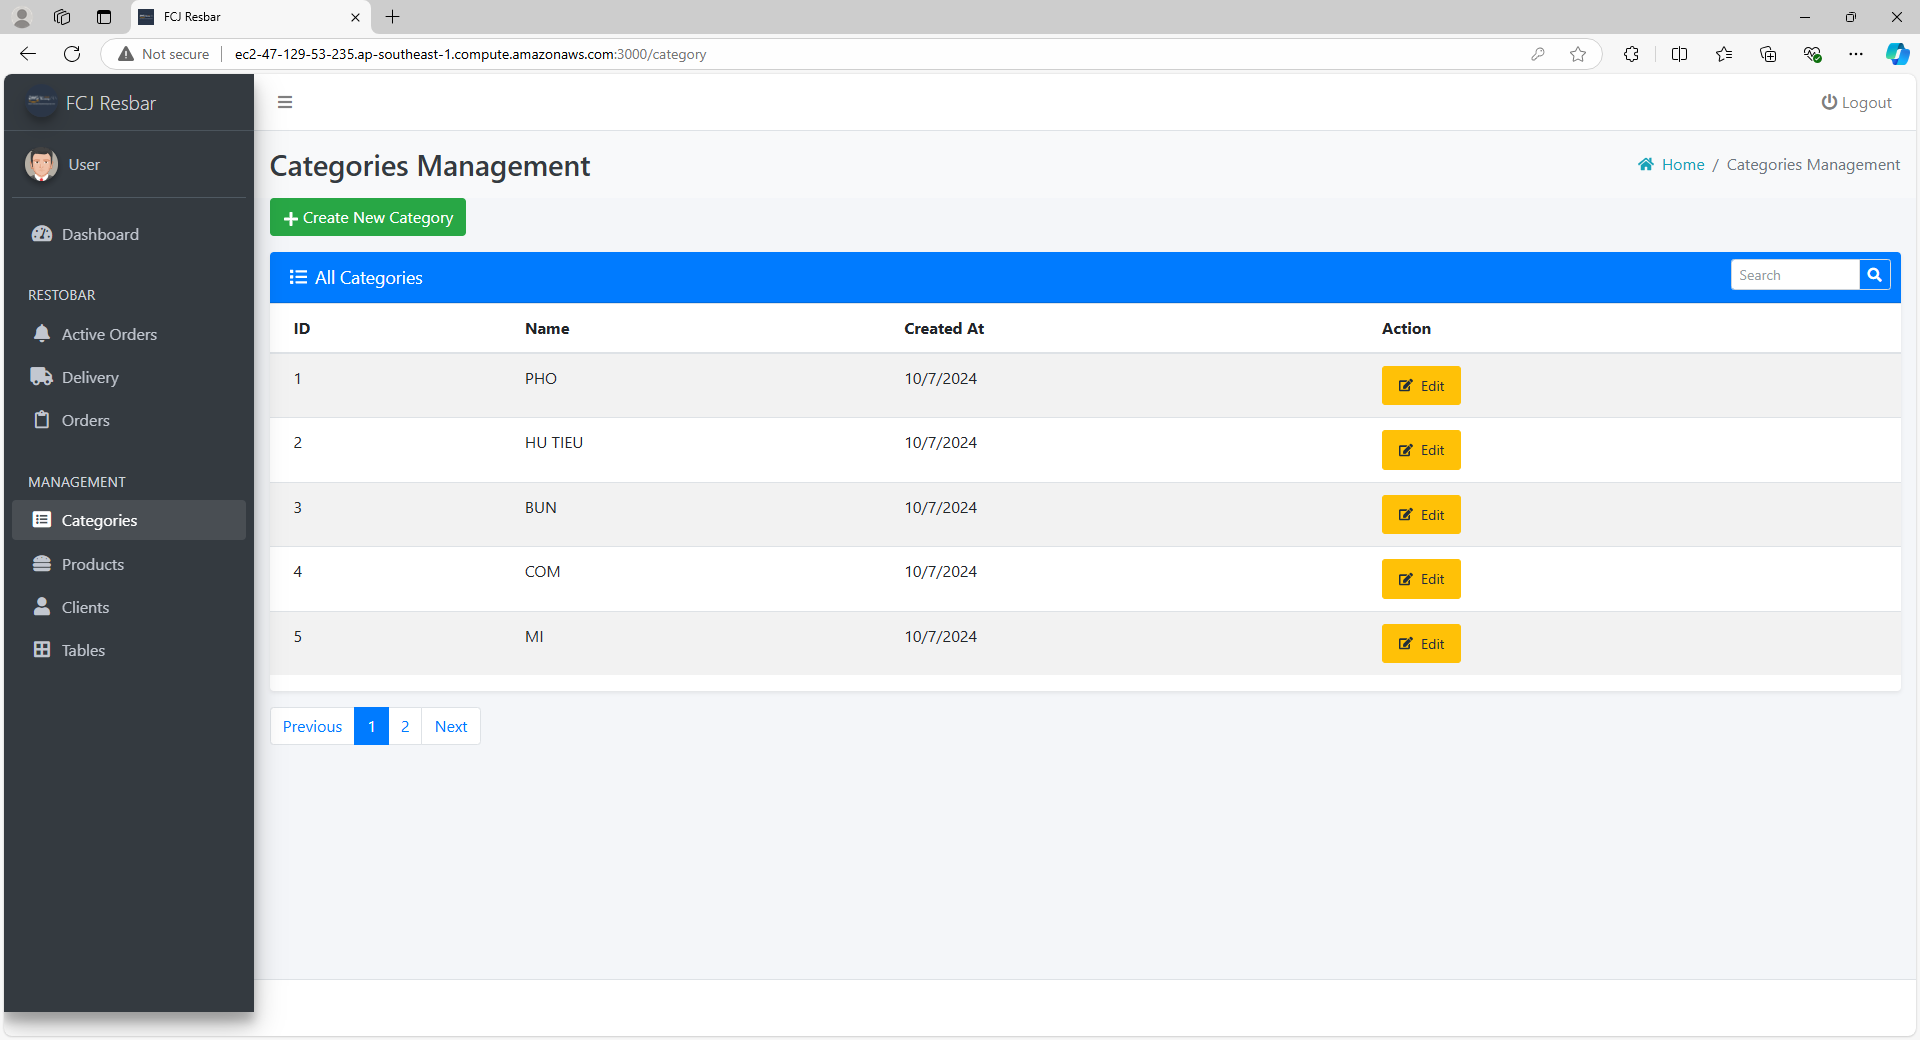 FCJ Resbar
Not secure
ec2-47-129-53-235.ap-southeast-1.compute.amazonaws.com:3000/category
FCJ Resbar
Logout
User
Categories Management
Home / Categories Management
Create New Category
Dashboard
All Categories
Search
RESTOBAR
ID Name Created At Action
Active Orders
1 PHO 10/7/2024 Edit
Delivery
Orders
2 HU TIEU 10/7/2024 Edit
MANAGEMENT
3 BUN 10/7/2024 Edit
Categories
Products
4 COM 10/7/2024 Edit
Clients
5 MI 10/7/2024 Edit
Tables
Previous 1 2 Next